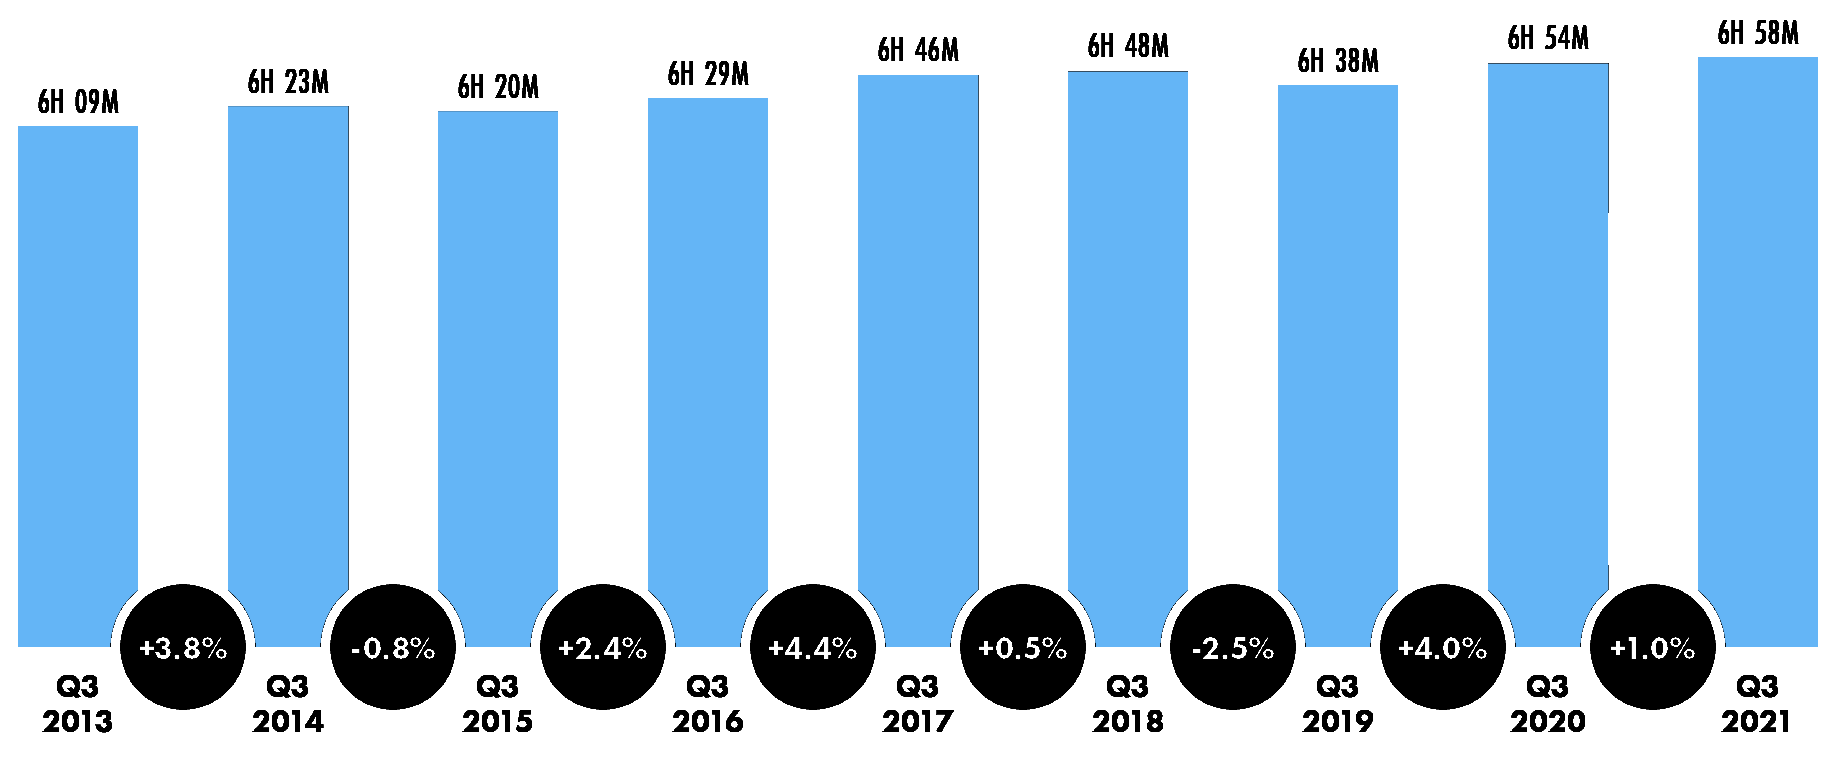 6H 09M
6H 23M
6H 20M
6H 29M
6H 46M
6H 48M
6H 38M
6H 54M
6H 58M
+3.8%
-0.8%
+2.4%
+4.4%
+0.5%
-2.5%
+4.0%
+1.0%
Q3
2013
Q3
2014
Q3
2015
Q3
2016
Q3
2017
Q3
2018
Q3
2019
Q3
2020
Q3
2021